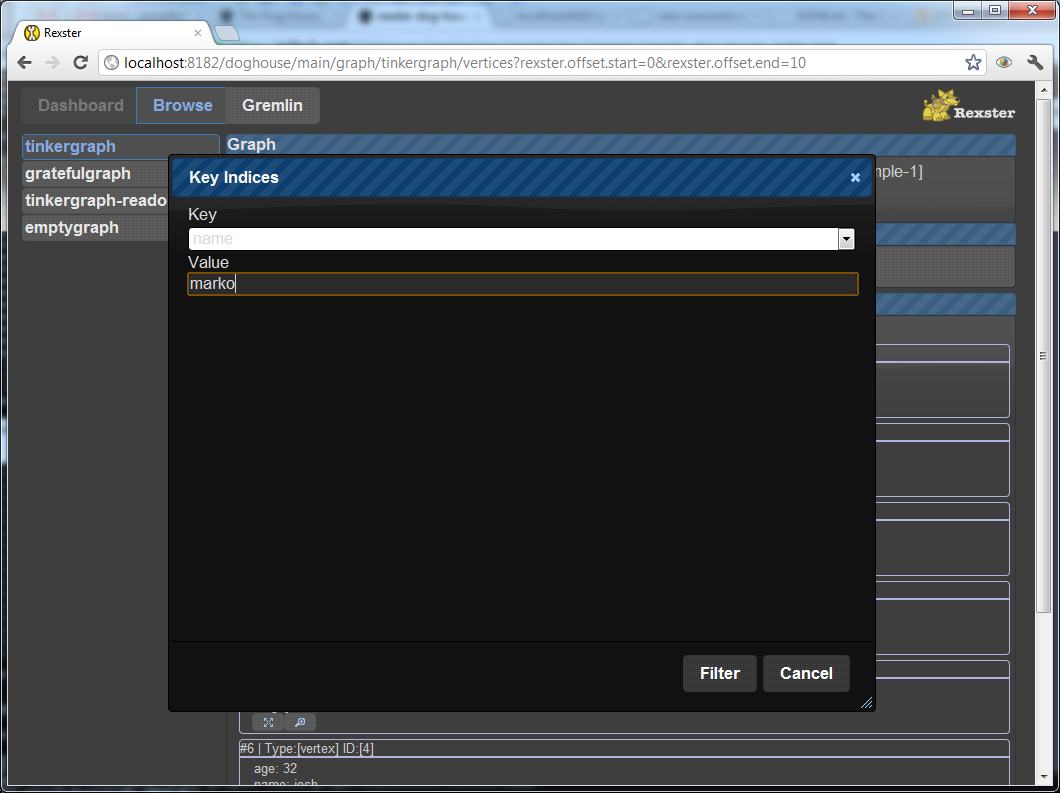 Rexster
localhost:8182/doghouse/main/graph/tinkergraph/vertices?rexster.offset.start=0&rexster.offset.end=10
Dashboard
Browse
Gremlin
Rexster
tinkergraph
gratefulgraph
tinkergraph-reado
emptygraph
Graph
mple-1]
Key Indices
Key
name
Value
marko
Filter
Cancel
#6 | Type:[vertex] ID:[4]
age: 32
name: josh